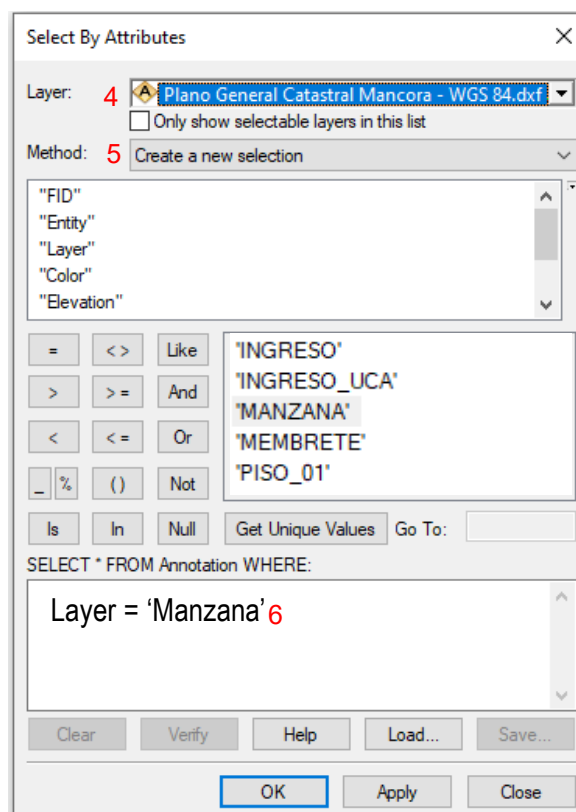 Select By Attributes
Layer: 4 Plano General Catastral Mancora - WGS 84.dxf
Only show selectable layers in this list
Method: 5 Create a new selection
"FID"
"Entity"
"Layer"
"Color"
"Elevation"
= < > Like
> > = And
< < = Or
_ % ( ) Not
Is In Null
'INGRESO'
'INGRESO_UCA'
'MANZANA'
'MEMBRETE'
'PISO_01'
Get Unique Values Go To:
SELECT * FROM Annotation WHERE:
Layer = ‘Manzana’ 6
Clear Verify Help Load... Save...
OK Apply Close